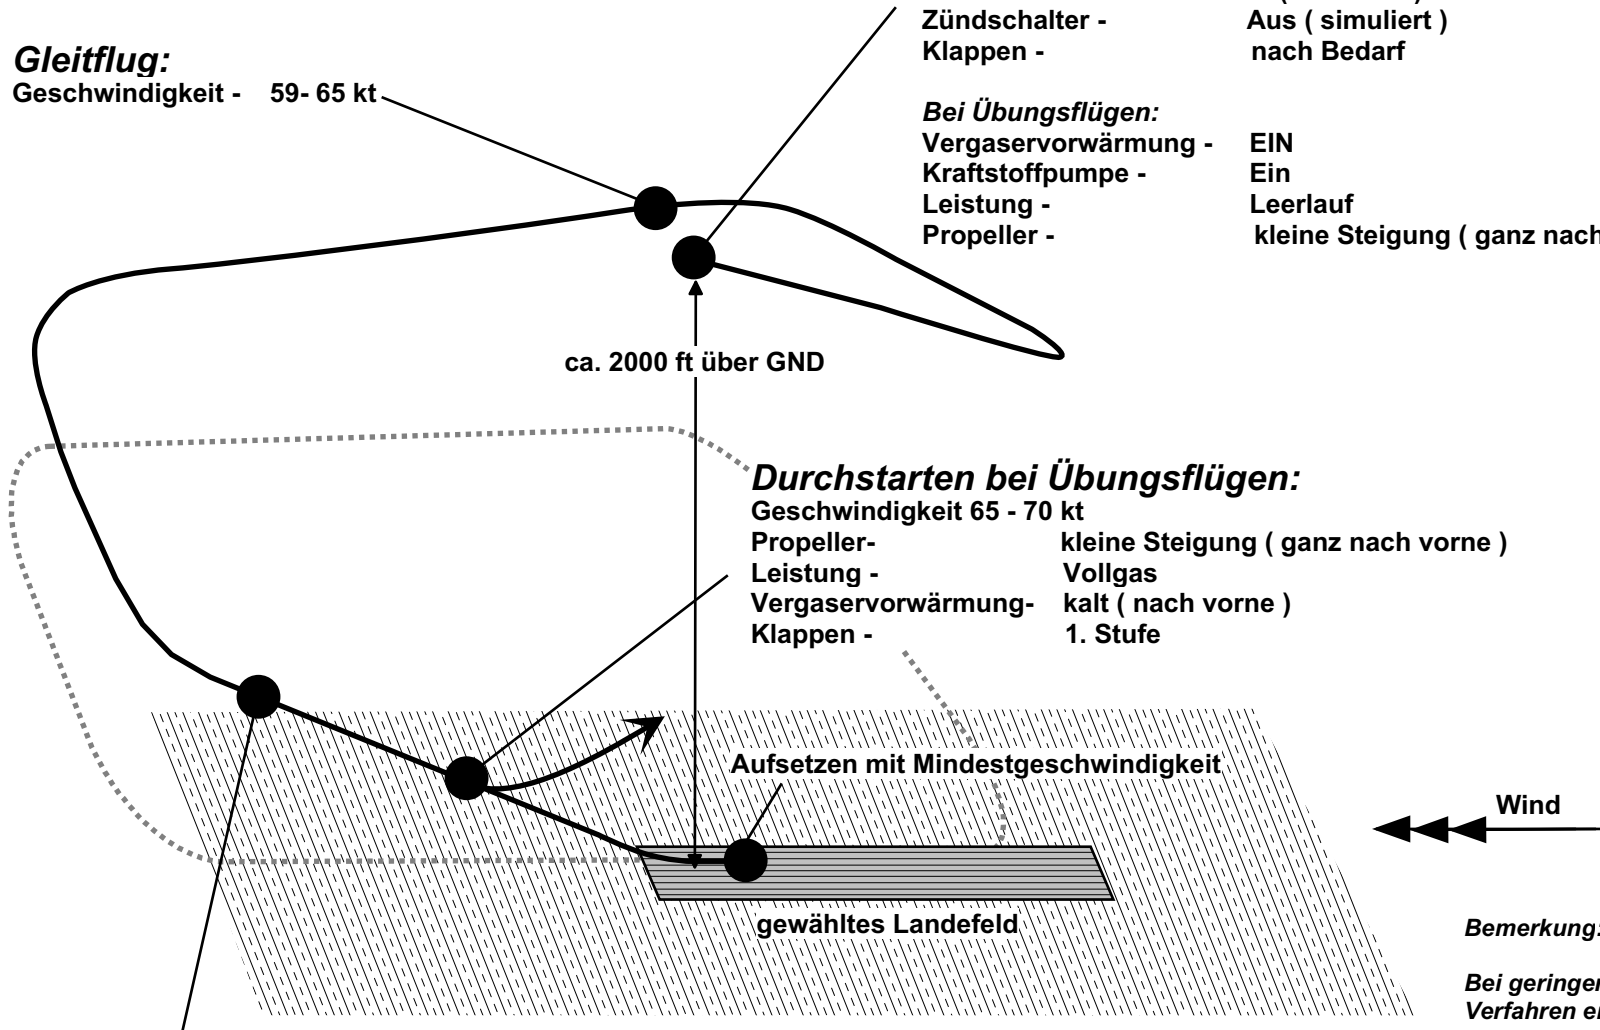 Zündschalter - Aus ( simuliert )
Klappen - nach Bedarf
Gleitflug:
Geschwindigkeit - 59- 65 kt
Bei Übungsflügen:
Vergaservorwärmung - EIN
Kraftstoffpumpe - Ein
Leistung - Leerlauf
Propeller - kleine Steigung ( ganz nach
ca. 2000 ft über GND
Durchstarten bei Übungsflügen:
Geschwindigkeit 65 - 70 kt
Propeller- kleine Steigung ( ganz nach vorne )
Leistung - Vollgas
Vergaservorwärmung- kalt ( nach vorne )
Klappen - 1. Stufe
Aufsetzen mit Mindestgeschwindigkeit
Wind
gewähltes Landefeld
Bemerkung:
Bei geringer
Verfahren er